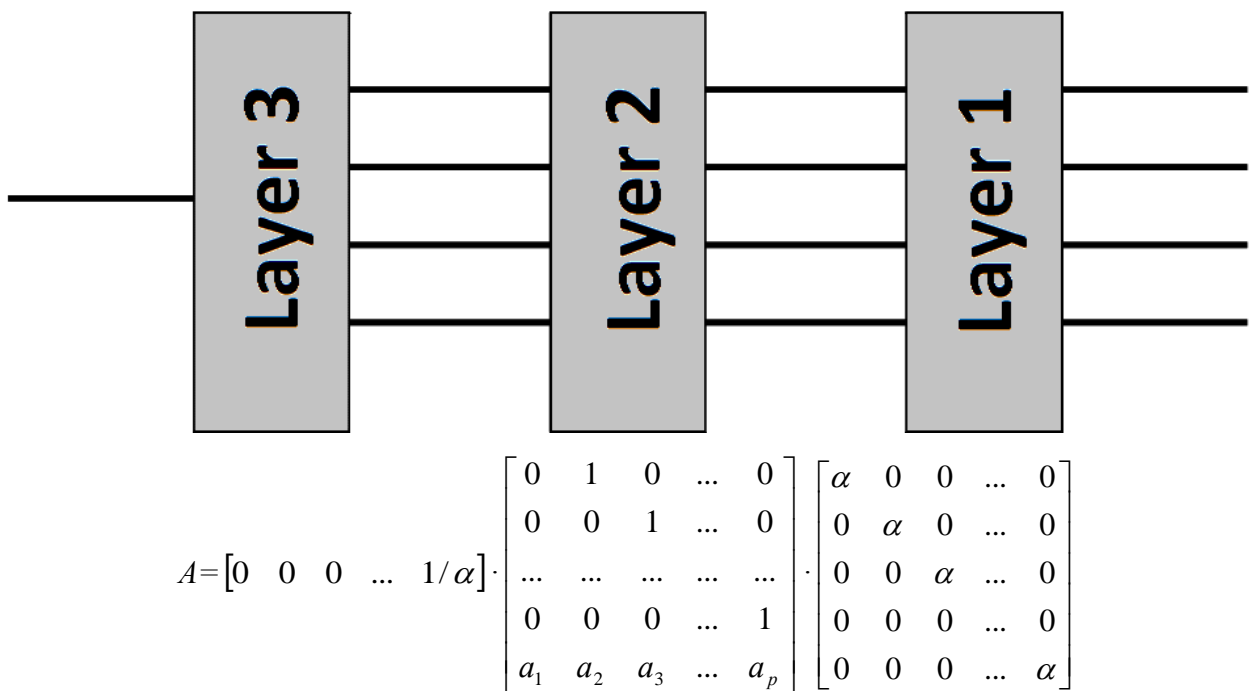 Layer 3 Layer 2 Layer 1
A=[0 0 0 ... 1/α]·[0 1 0 ... 0]·[α 0 0 ... 0]
[0 0 1 ... 0] [0 α 0 ... 0]
[... ... ... ... ...] [0 0 α ... 0]
[0 0 0 ... 1] [0 0 0 ... 0]
[a₁ a₂ a₃ ... aₚ] [0 0 0 ... α]